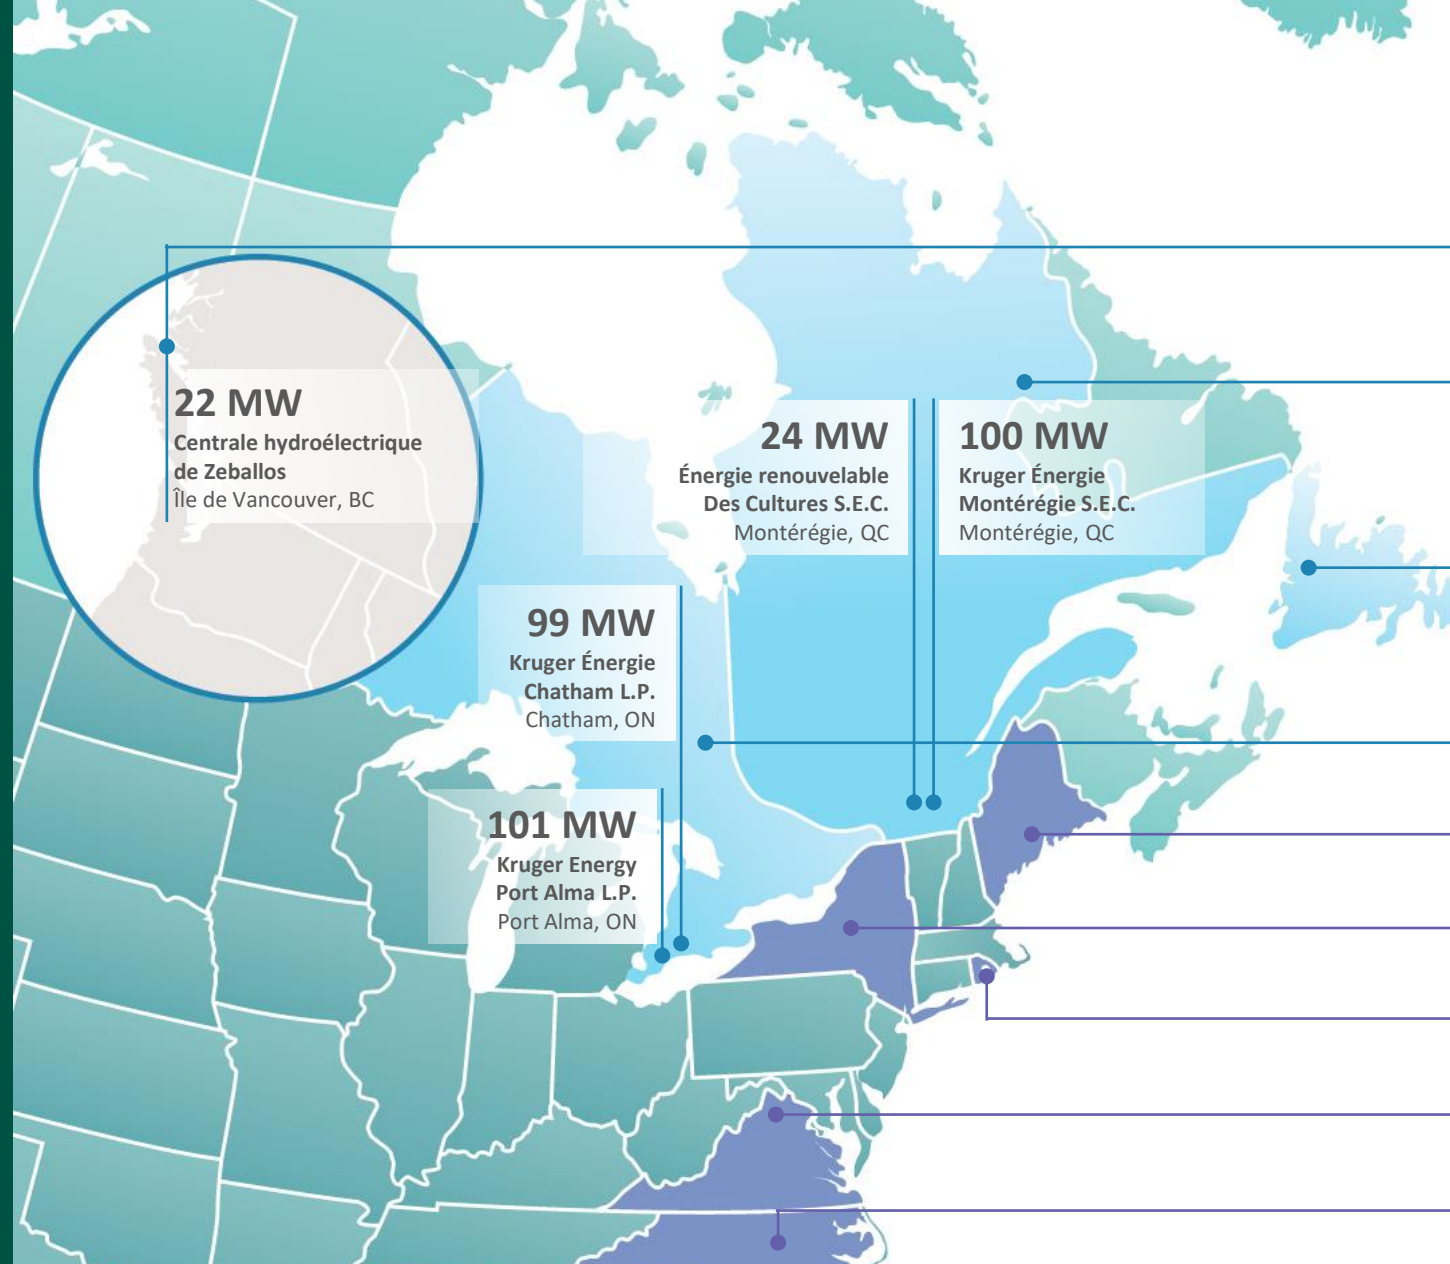 22 MW
Centrale hydroélectrique
de Zeballos
Île de Vancouver, BC
24 MW
Énergie renouvelable
Des Cultures S.E.C.
Montérégie, QC
100 MW
Kruger Énergie
Montérégie S.E.C.
Montérégie, QC
99 MW
Kruger Énergie
Chatham L.P.
Chatham, ON
101 MW
Kruger Energy
Port Alma L.P.
Port Alma, ON